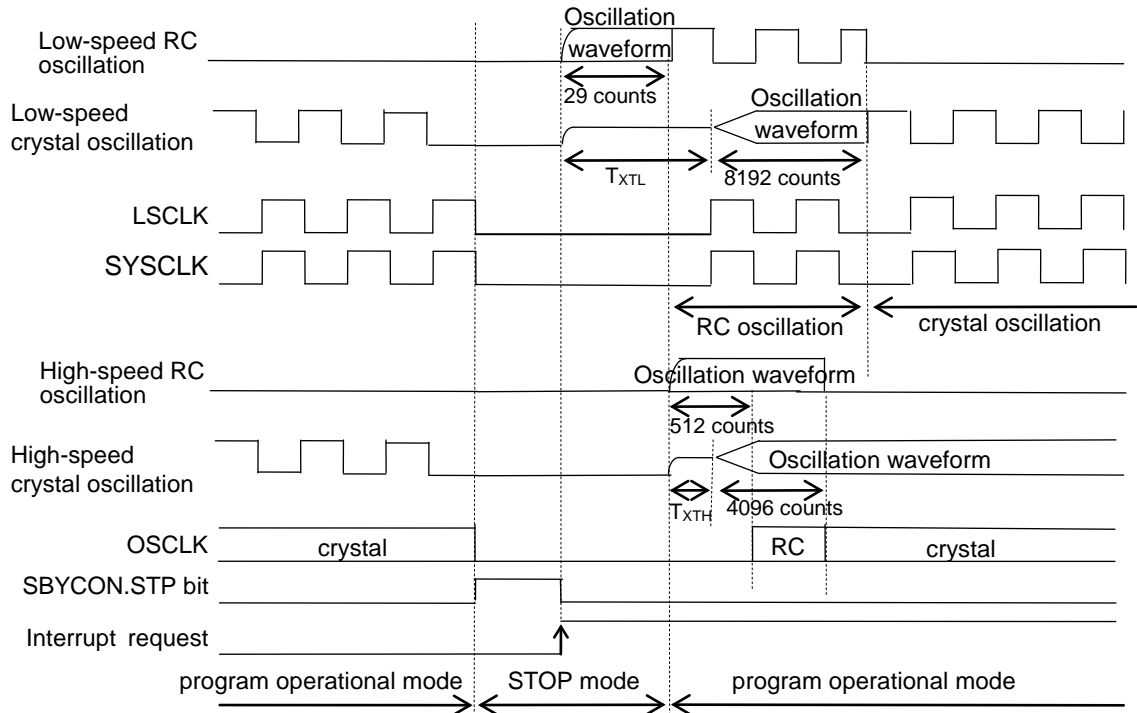 Oscillation
waveform
Low-speed RC
oscillation
29 counts
Low-speed
crystal oscillation
Oscillation
waveform
TXTL
8192 counts
LSCLK
SYSCLK
RC oscillation
crystal oscillation
High-speed RC
oscillation
Oscillation waveform
512 counts
High-speed
crystal oscillation
Oscillation waveform
TXTH
4096 counts
OSCLK
crystal
RC
crystal
SBYCON.STP bit
Interrupt request
program operational mode
STOP mode
program operational mode